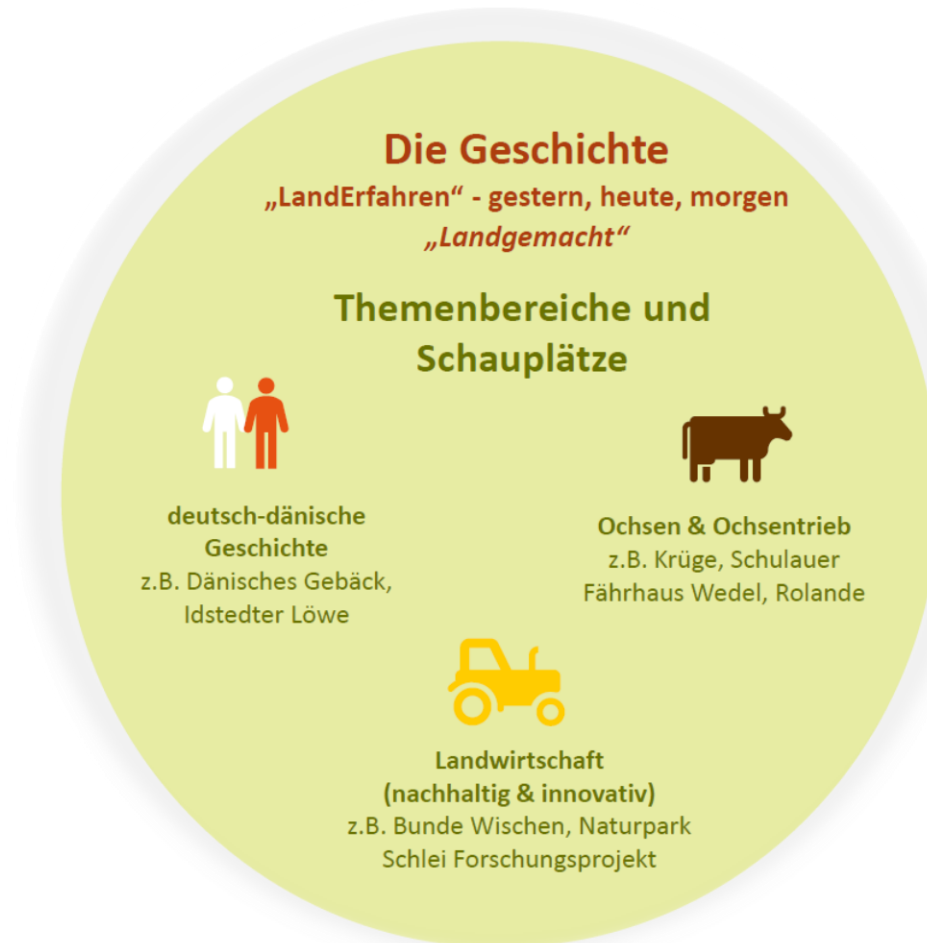 Die Geschichte
„LandErfahren“ - gestern, heute, morgen
„Landgemacht“
Themenbereiche und
Schauplätze
deutsch-dänische
Geschichte
z.B. Dänisches Gebäck,
Idstedter Löwe
Ochsen & Ochsentrieb
z.B. Krüge, Schulauer
Fährhaus Wedel, Rolande
Landwirtschaft
(nachhaltig & innovativ)
z.B. Bunde Wischen, Naturpark
Schlei Forschungsprojekt